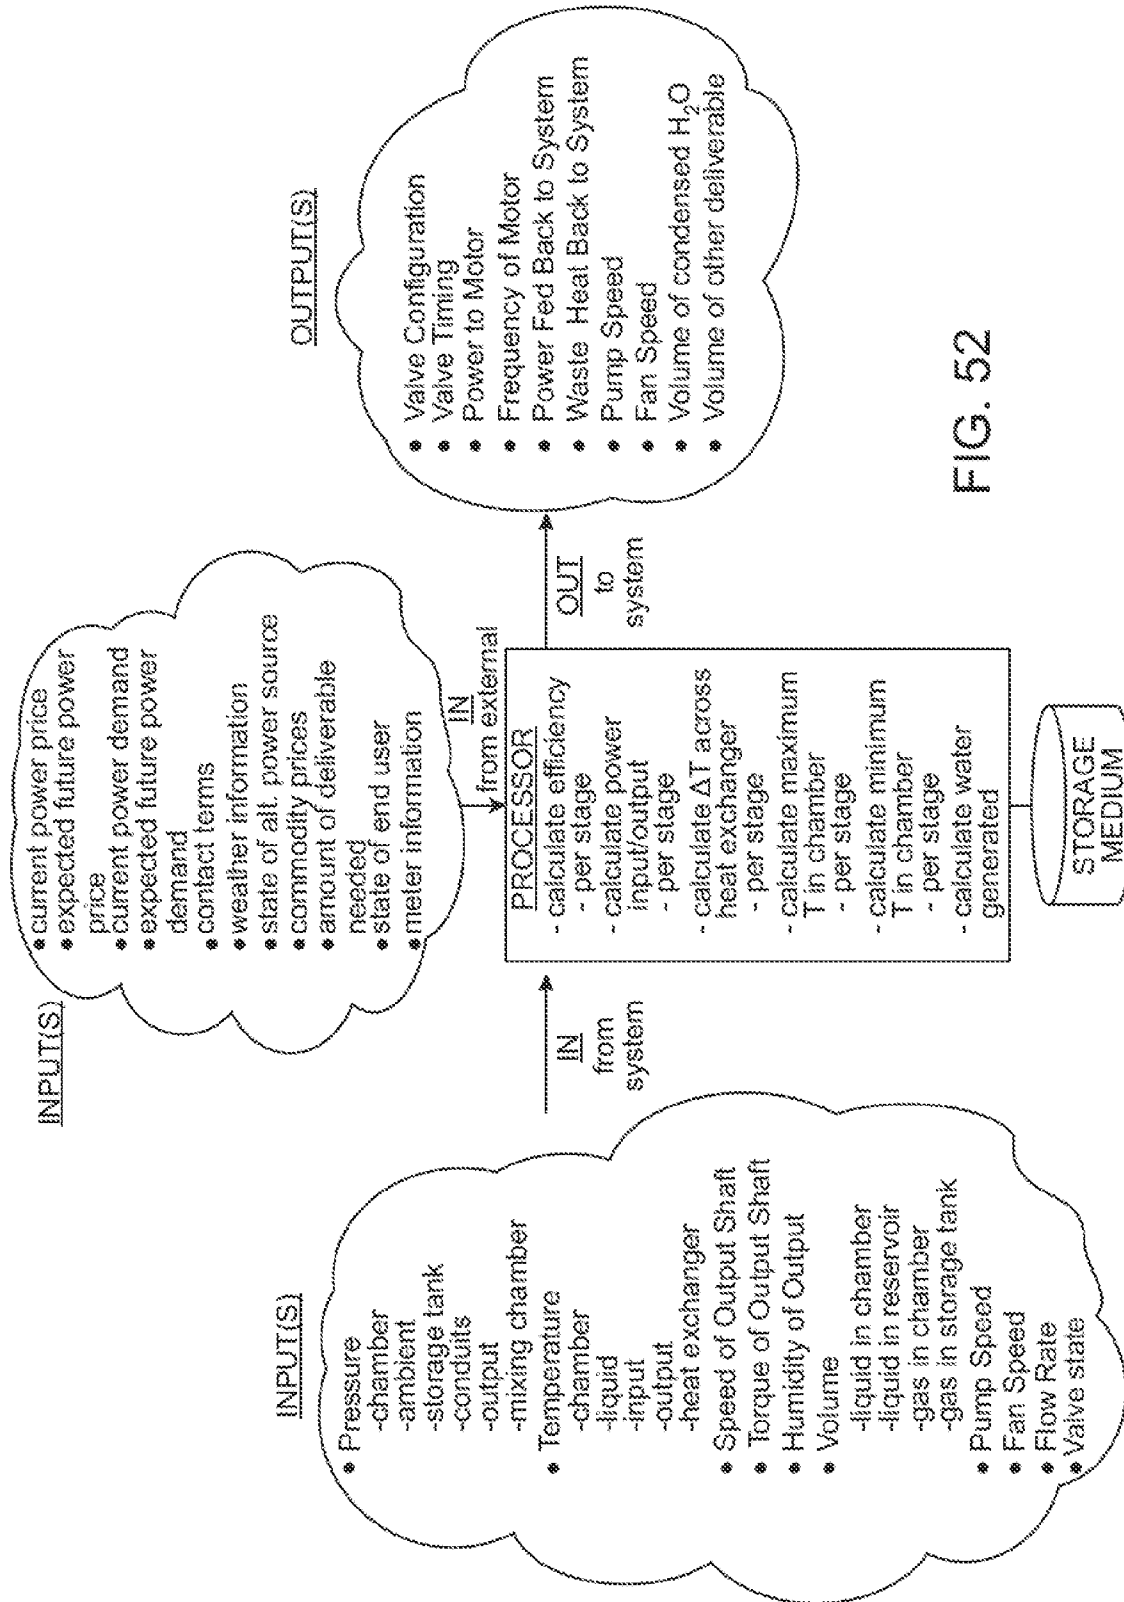 INPUT(S)
• Pressure
-chamber
-ambient
-storage tank
-conduits
-output
-mixing chamber
• Temperature
-chamber
-liquid
-input
-output
-heat exchanger
• Speed of Output Shaft
• Torque of Output Shaft
• Humidity of Output
• Volume
-liquid in chamber
-liquid in reservoir
-gas in chamber
-gas in storage tank
• Pump Speed
• Fan Speed
• Flow Rate
• Valve state
IN
from
system
INPUT(S)
• current power price
• expected future power
price
• current power demand
• expected future power
demand
• contact terms
• weather information
• state of alt. power source
• commodity prices
• amount of deliverable
needed
• state of end user
• meter information
IN
from external
PROCESSOR
- calculate efficiency
- per stage
- calculate power
input/output
- per stage
- calculate ΔT across
heat exchanger
- per stage
- calculate maximum
T in chamber
- per stage
- calculate minimum
T in chamber
- per stage
- calculate water
generated
STORAGE
MEDIUM
OUT
to
system
OUTPUT(S)
• Valve Configuration
• Valve Timing
• Power to Motor
• Frequency of Motor
• Power Fed Back to System
• Waste Heat Back to System
• Pump Speed
• Fan Speed
• Volume of condensed H₂O
• Volume of other deliverable
FIG. 52